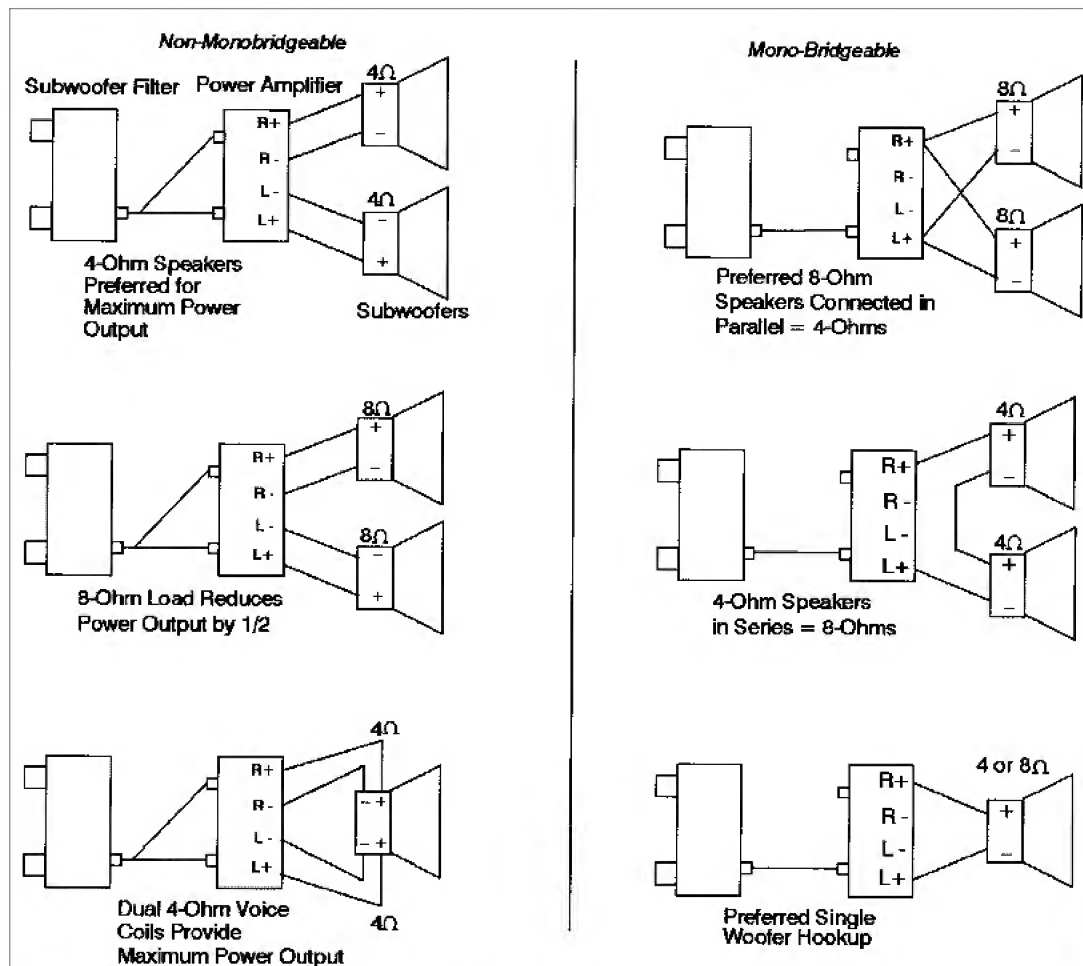 Non-Monobridgeable
Subwoofer Filter
Power Amplifier
4Ω
+
−
R+
R -
L -
L+
4Ω
−
+
4-Ohm Speakers
Preferred for
Maximum Power
Output
Subwoofers
8Ω
+
−
R+
R -
L -
L+
8Ω
−
+
8-Ohm Load Reduces
Power Output by 1/2
4Ω
R+
R -
L -
L+
− +
− +
4Ω
Dual 4-Ohm Voice
Coils Provide
Maximum Power Output
Mono-Bridgeable
8Ω
+
−
R+
R -
L -
L+
8Ω
+
−
Preferred 8-Ohm
Speakers Connected in
Parallel = 4-Ohms
4Ω
+
−
R+
R -
L -
L+
4Ω
+
−
4-Ohm Speakers
in Series = 8-Ohms
4 or 8Ω
R+
R -
L -
L+
+
−
Preferred Single
Woofer Hookup